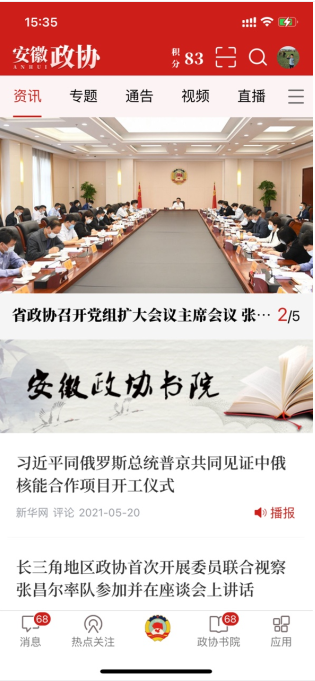 15:35
安徽政协
ANHUI
积分 83
资讯 专题 通告 视频 直播
省政协召开党组扩大会议主席会议 张… 2/5
安徽政协书院
习近平同俄罗斯总统普京共同见证中俄
核能合作项目开工仪式
新华网 评论 2021-05-20 播报
长三角地区政协首次开展委员联合视察
张昌尔率队参加并在座谈会上讲话
68 68
消息 热点关注 政协书院 应用